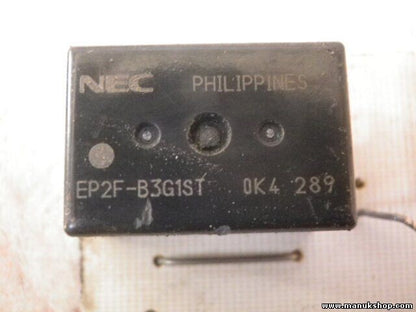 NEC PHILIPPINES
EP2F-B3G1ST 0K4 289
www.manukshop.com